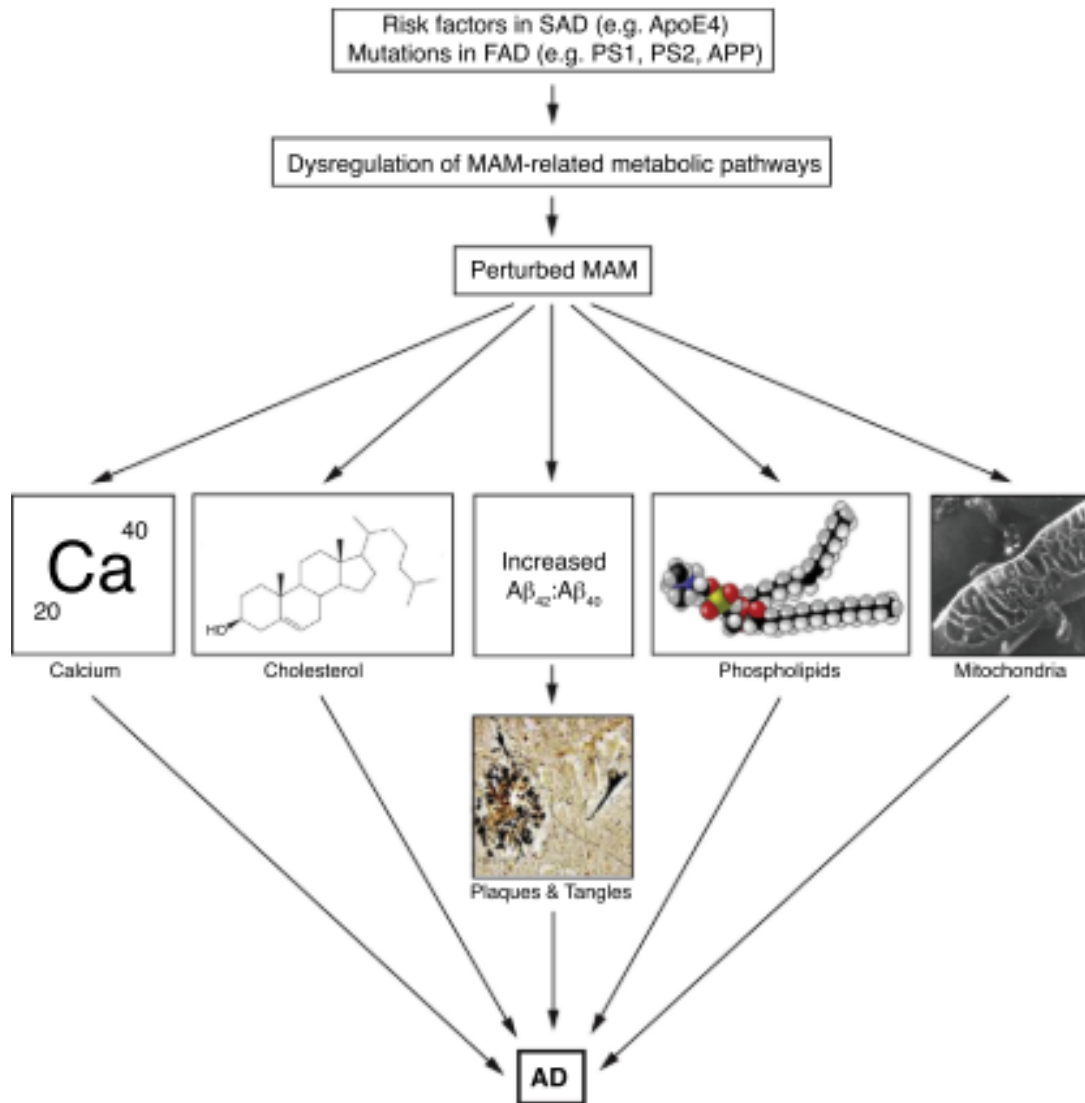 Risk factors in SAD (e.g. ApoE4)
Mutations in FAD (e.g. PS1, PS2, APP)
Dysregulation of MAM-related metabolic pathways
Perturbed MAM
40
Ca
20
HO
Increased
Aβ₄₂:Aβ₄₀
Calcium
Cholesterol
Phospholipids
Mitochondria
Plaques & Tangles
AD